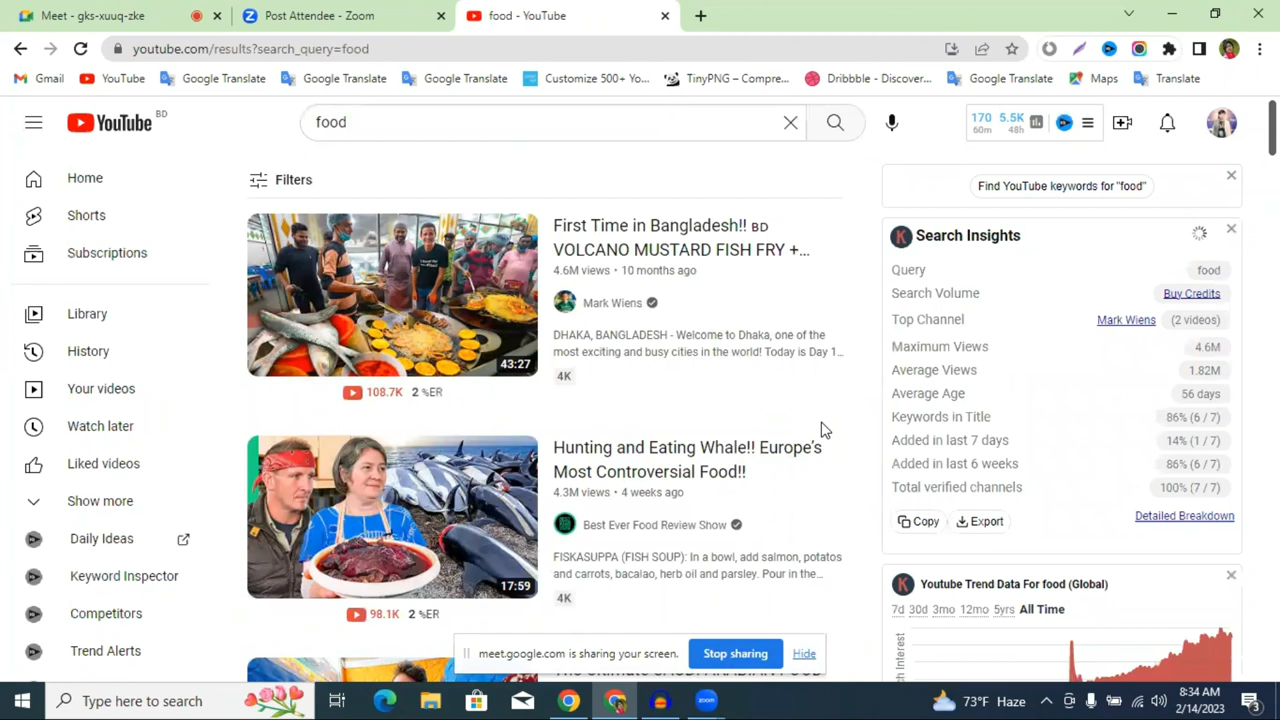 Meet - gks-xuuq-zke
Post Attendee - Zoom
food - YouTube
youtube.com/results?search_query=food
Gmail
YouTube
Google Translate
Google Translate
Google Translate
Customize 500+ Yo...
TinyPNG – Compre...
Dribbble - Discover...
Google Translate
Maps
Translate
YouTube BD
food
170 60m
5.5K 48h
Home
Shorts
Subscriptions
Library
History
Your videos
Watch later
Liked videos
Show more
Daily Ideas
Keyword Inspector
Competitors
Trend Alerts
Filters
43:27
108.7K 2 %ER
First Time in Bangladesh!! BD
VOLCANO MUSTARD FISH FRY +...
4.6M views • 10 months ago
Mark Wiens
DHAKA, BANGLADESH - Welcome to Dhaka, one of the
most exciting and busy cities in the world! Today is Day 1...
4K
17:59
98.1K 2 %ER
Hunting and Eating Whale!! Europe's
Most Controversial Food!!
4.3M views • 4 weeks ago
Best Ever Food Review Show
FISKASUPPA (FISH SOUP): In a bowl, add salmon, potatos
and carrots, bacalao, herb oil and parsley. Pour in the...
4K
Find YouTube keywords for "food"
K Search Insights
Query food
Search Volume Buy Credits
Top Channel Mark Wiens (2 videos)
Maximum Views 4.6M
Average Views 1.82M
Average Age 56 days
Keywords in Title 86% (6 / 7)
Added in last 7 days 14% (1 / 7)
Added in last 6 weeks 86% (6 / 7)
Total verified channels 100% (7 / 7)
Copy Export Detailed Breakdown
K Youtube Trend Data For food (Global)
7d 30d 3mo 12mo 5yrs All Time
meet.google.com is sharing your screen. Stop sharing Hide
Type here to search
73°F Haze
8:34 AM
2/14/2023
3